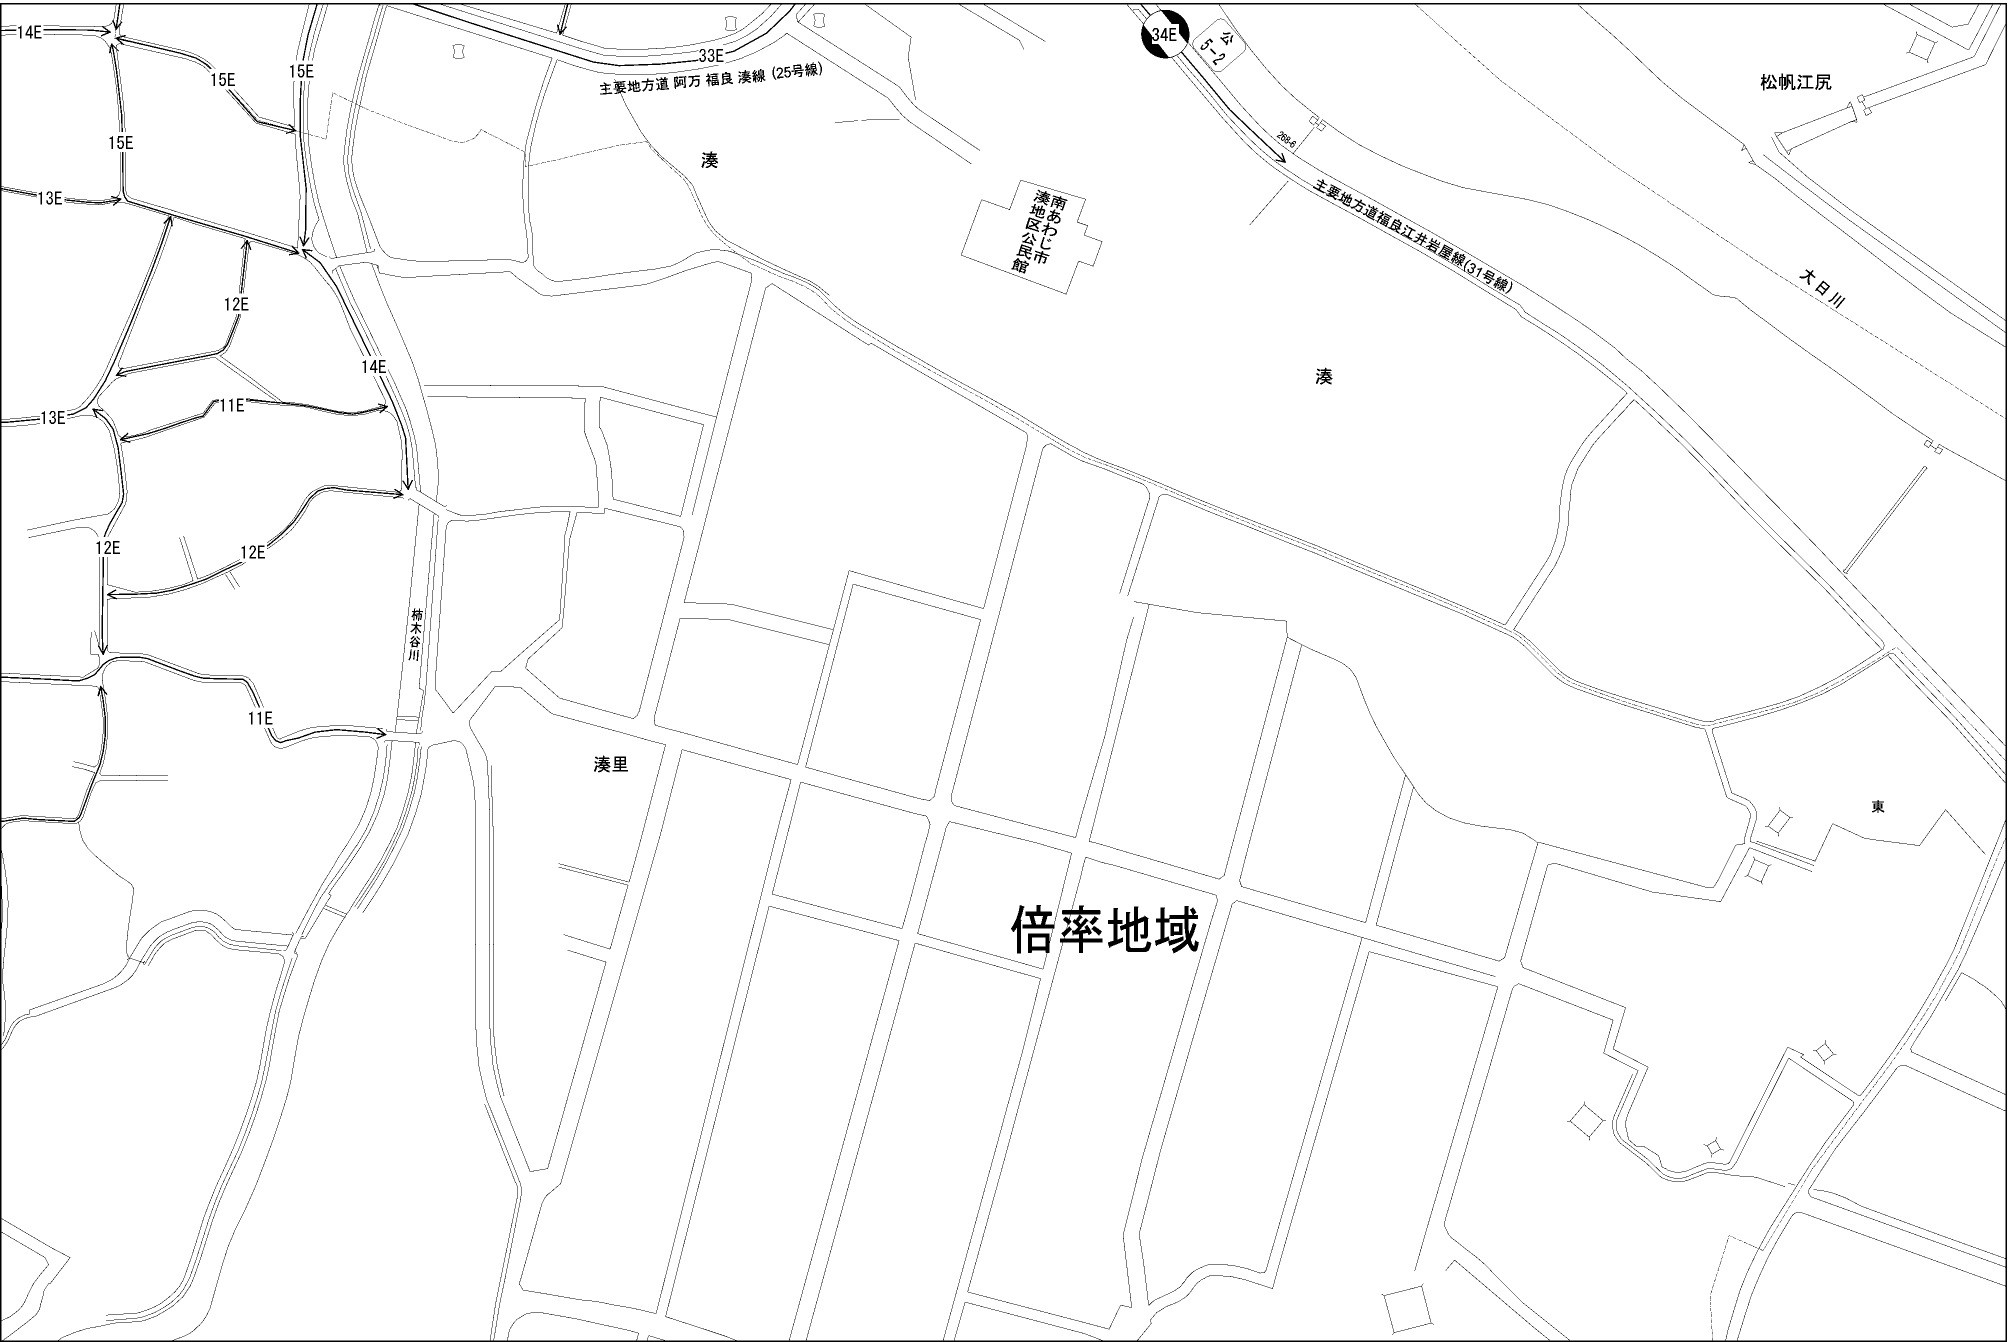 14E
15E
15E
33E
主要地方道 阿万 福良 湊線 (25号線)
34E
公
5-2
松帆江尻
15E
268-6
湊
13E
主要地方道福良江井岩屋線(31号線)
南あわじ市
湊地区公民館
大日川
12E
14E
湊
11E
13E
12E
12E
柿木谷川
11E
湊里
東
倍率地域